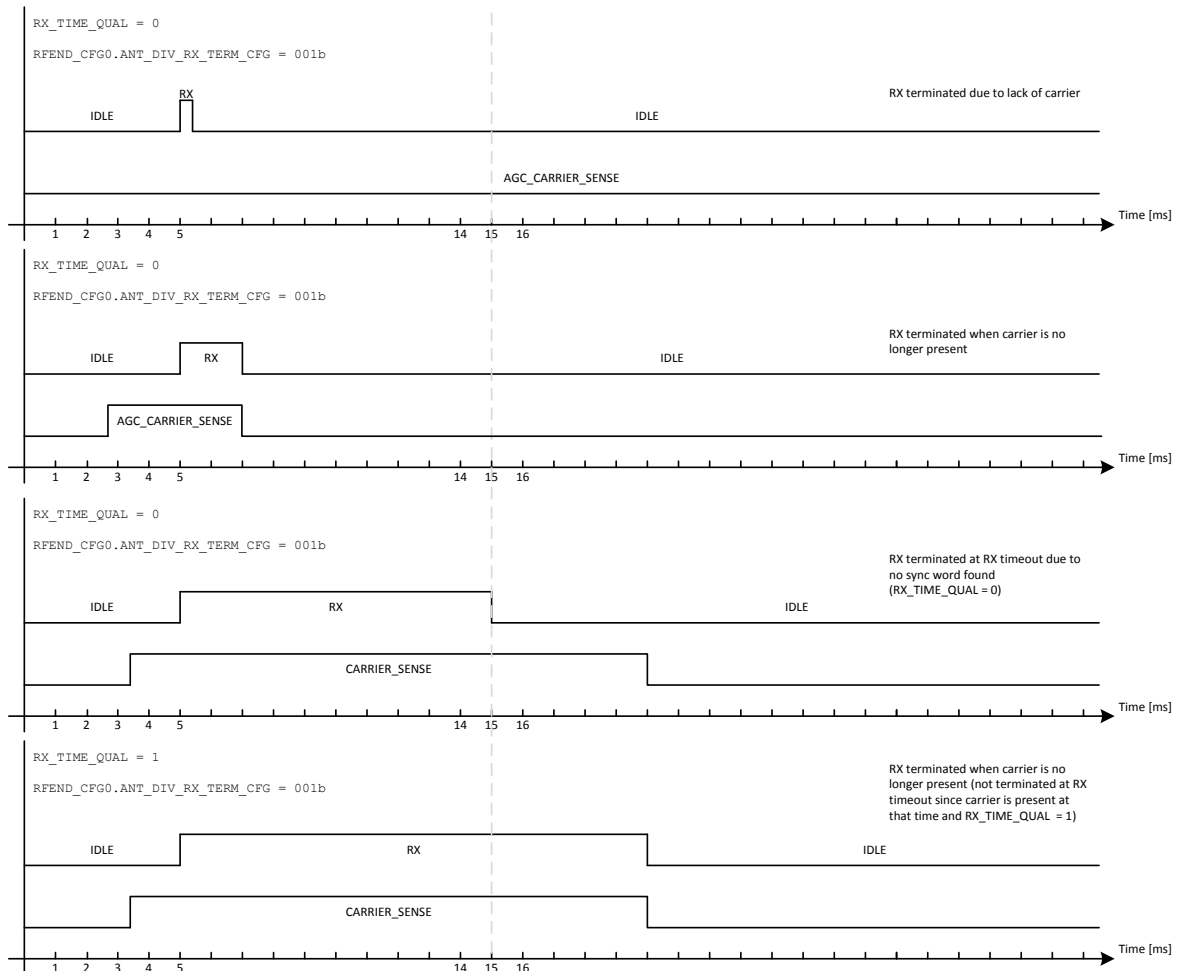 RX_TIME_QUAL = 0
RFEND_CFG0.ANT_DIV_RX_TERM_CFG = 001b
RX
RX terminated due to lack of carrier
IDLE
IDLE
AGC_CARRIER_SENSE
Time [ms]
1 2 3 4 5 14 15 16
RX_TIME_QUAL = 0
RFEND_CFG0.ANT_DIV_RX_TERM_CFG = 001b
RX terminated when carrier is no
longer present
IDLE RX IDLE
AGC_CARRIER_SENSE
Time [ms]
1 2 3 4 5 14 15 16
RX_TIME_QUAL = 0
RFEND_CFG0.ANT_DIV_RX_TERM_CFG = 001b
RX terminated at RX timeout due to
no sync word found
(RX_TIME_QUAL = 0)
IDLE RX IDLE
CARRIER_SENSE
Time [ms]
1 2 3 4 5 14 15 16
RX_TIME_QUAL = 1
RFEND_CFG0.ANT_DIV_RX_TERM_CFG = 001b
RX terminated when carrier is no
longer present (not terminated at RX
timeout since carrier is present at
that time and RX_TIME_QUAL = 1)
IDLE RX IDLE
CARRIER_SENSE
Time [ms]
1 2 3 4 5 14 15 16